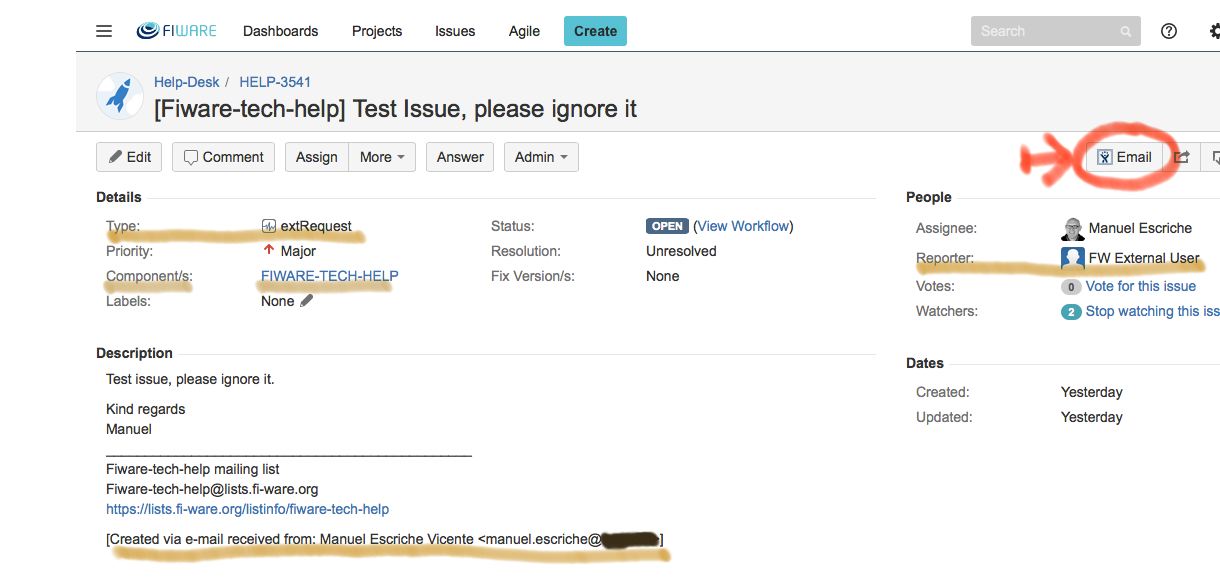 FIWARE Dashboards Projects Issues Agile Create Search
Help-Desk / HELP-3541
[Fiware-tech-help] Test Issue, please ignore it
Edit Comment Assign More Answer Admin Email
Details
Type: extRequest
Priority: Major
Component/s: FIWARE-TECH-HELP
Labels: None
Status: OPEN (View Workflow)
Resolution: Unresolved
Fix Version/s: None
People
Assignee: Manuel Escriche
Reporter: FW External User
Votes: 0 Vote for this issue
Watchers: 2 Stop watching this iss
Description
Test issue, please ignore it.
Kind regards
Manuel
Fiware-tech-help mailing list
Fiware-tech-help@lists.fi-ware.org
https://lists.fi-ware.org/listinfo/fiware-tech-help
[Created via e-mail received from: Manuel Escriche Vicente <manuel.escriche@ ]
Dates
Created: Yesterday
Updated: Yesterday